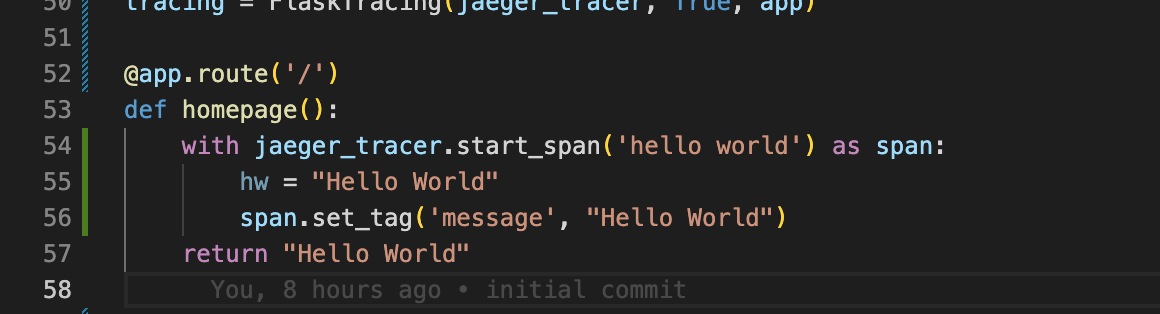 50 tracing = FlaskTracing(jaeger_tracer, True, app)
51
52 @app.route('/')
53 def homepage():
54 with jaeger_tracer.start_span('hello world') as span:
55 hw = "Hello World"
56 span.set_tag('message', "Hello World")
57 return "Hello World"
58 You, 8 hours ago • initial commit